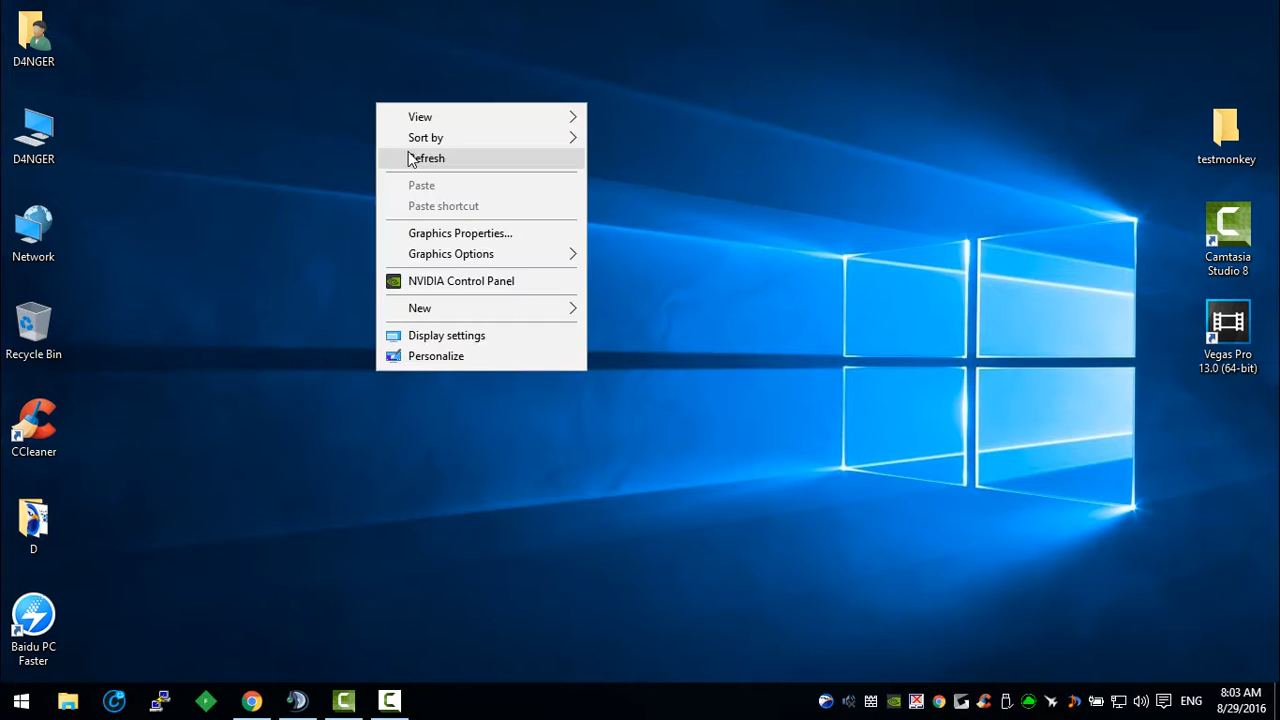 D4NGER
D4NGER
Network
Recycle Bin
CCleaner
D
Baidu PC
Faster
View
Sort by
Refresh
Paste
Paste shortcut
Graphics Properties...
Graphics Options
NVIDIA Control Panel
New
Display settings
Personalize
testmonkey
Camtasia
Studio 8
Vegas Pro
13.0 (64-bit)
ENG
8:03 AM
8/29/2016